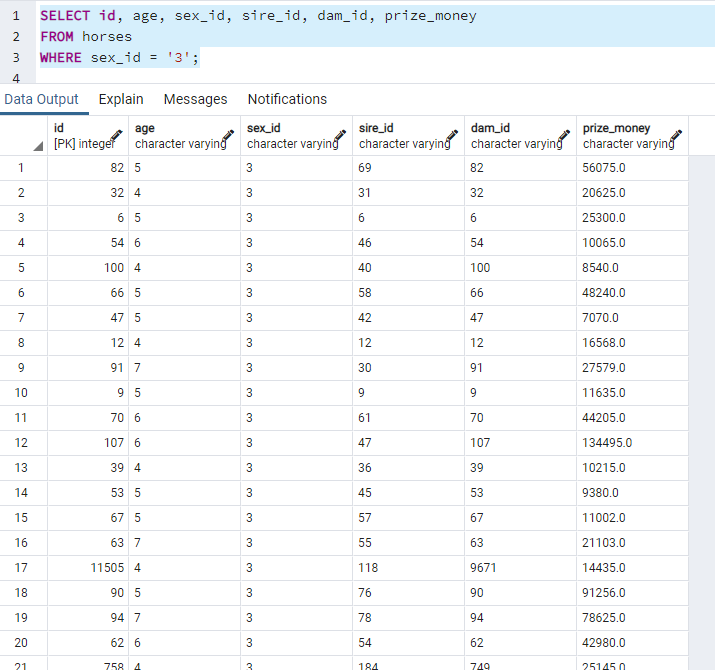 1 SELECT id, age, sex_id, sire_id, dam_id, prize_money
2 FROM horses
3 WHERE sex_id = '3';
4
Data Output Explain Messages Notifications
id age sex_id sire_id dam_id prize_money
[PK] integer character varying character varying character varying character varying character varying
1 82 5 3 69 82 56075.0
2 32 4 3 31 32 20625.0
3 6 5 3 6 6 25300.0
4 54 6 3 46 54 10065.0
5 100 4 3 40 100 8540.0
6 66 5 3 58 66 48240.0
7 47 5 3 42 47 7070.0
8 12 4 3 12 12 16568.0
9 91 7 3 30 91 27579.0
10 9 5 3 9 9 11635.0
11 70 6 3 61 70 44205.0
12 107 6 3 47 107 134495.0
13 39 4 3 36 39 10215.0
14 53 5 3 45 53 9380.0
15 67 5 3 57 67 11002.0
16 63 7 3 55 63 21103.0
17 11505 4 3 118 9671 14435.0
18 90 5 3 76 90 91256.0
19 94 7 3 78 94 78625.0
20 62 6 3 54 62 42980.0
21 758 4 3 184 749 25145.0